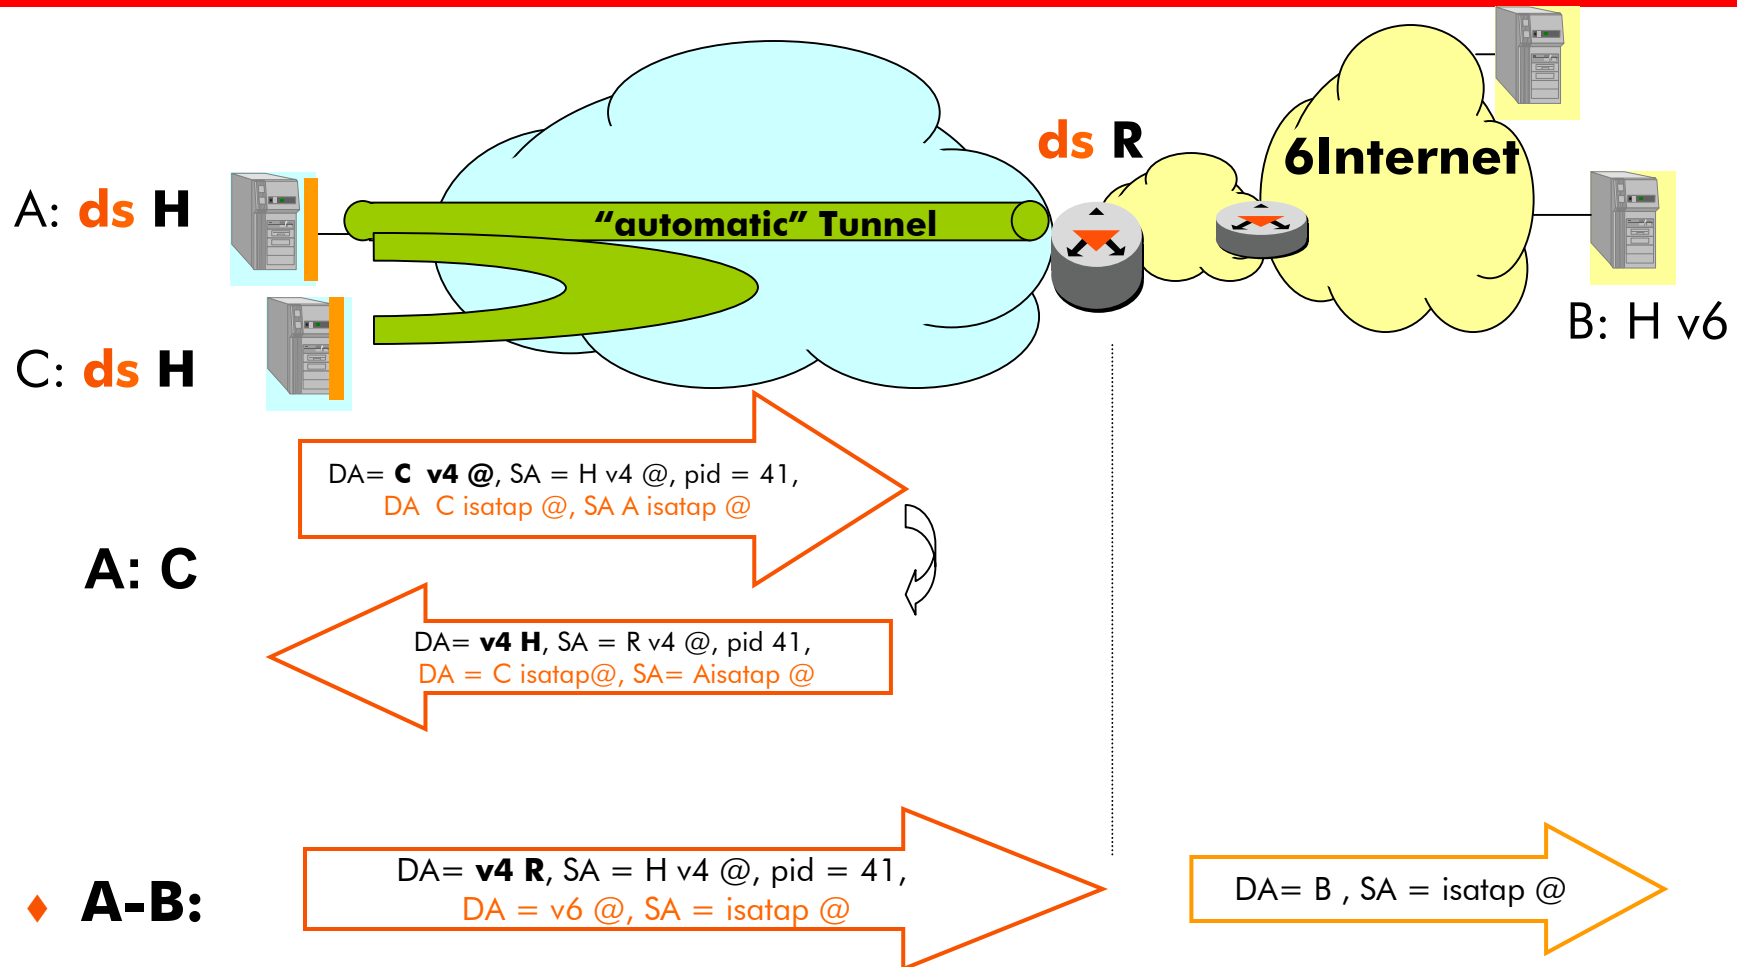 ds R
6Internet
A: ds H
“automatic” Tunnel
B: H v6
C: ds H
DA= C v4 @, SA = H v4 @, pid = 41,
DA C isatap @, SA A isatap @
A: C
DA= v4 H, SA = R v4 @, pid 41,
DA = C isatap@, SA= Aisatap @
♦ A-B:
DA= v4 R, SA = H v4 @, pid = 41,
DA = v6 @, SA = isatap @
DA= B , SA = isatap @